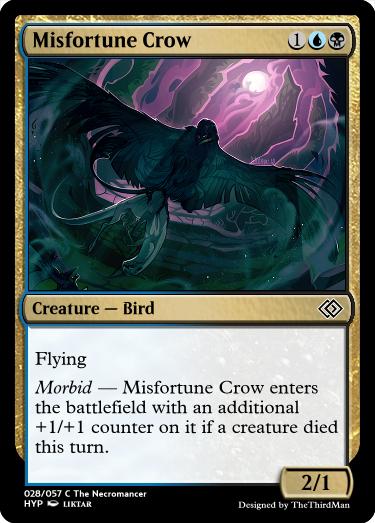 Misfortune Crow 1
Creature — Bird
Flying
Morbid — Misfortune Crow enters
the battlefield with an additional
+1/+1 counter on it if a creature died
this turn.
2/1
028/057 C The Necromancer
HYP LIKTAR
Designed by TheThirdMan